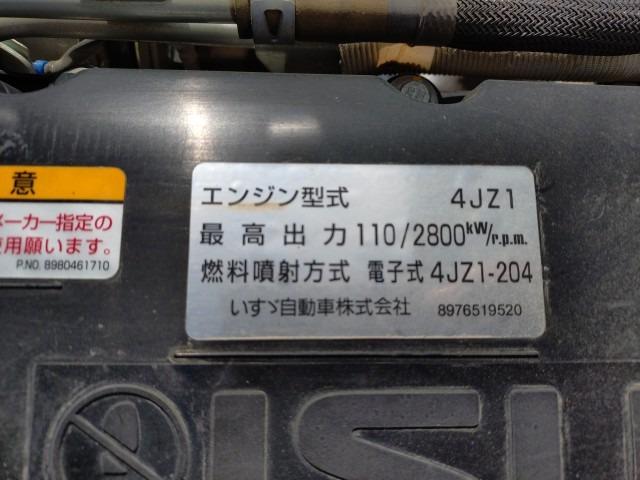 意
メーカー指定の
使用願います。
P.NO. 8980461710
エンジン型式 4JZ1
最高出力 110/2800kW/r.p.m.
燃料噴射方式 電子式 4JZ1-204
いすゞ自動車株式会社 8976519520
ISU